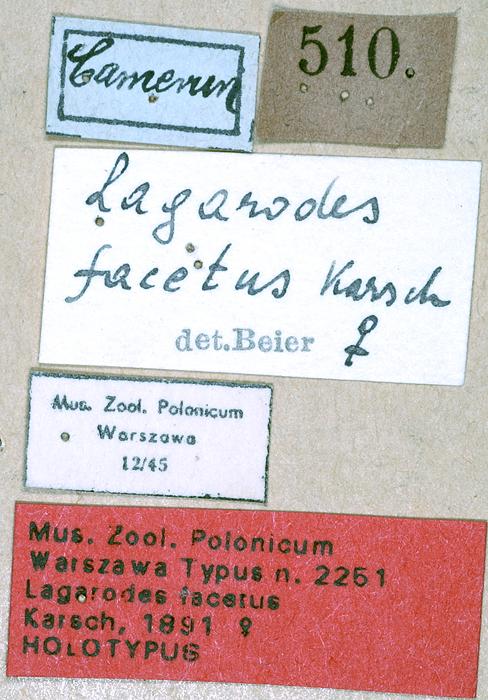 Camerun
510.
Lagarodes
facetus Karsch
det. Beier ♀
Mus. Zool. Polonicum
Warszawa
12/45
Mus. Zool. Polonicum
Warszawa Typus n. 2251
Lagarodes facetus
Karsch, 1891 ♀
HOLOTYPUS